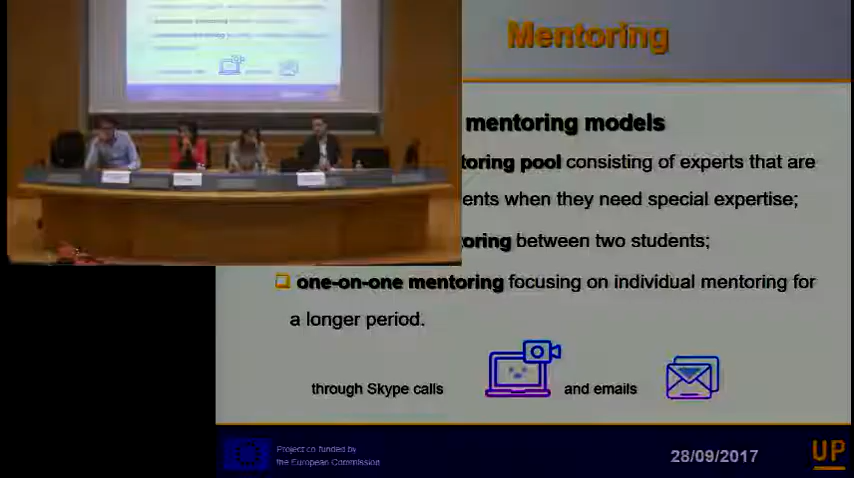 Mentoring
mentoring models
toring pool consisting of experts that are
ents when they need special expertise;
oring between two students;
one-on-one mentoring focusing on individual mentoring for
a longer period.
through Skype calls
and emails
Project co-funded by
the European Commission
28/09/2017
UP